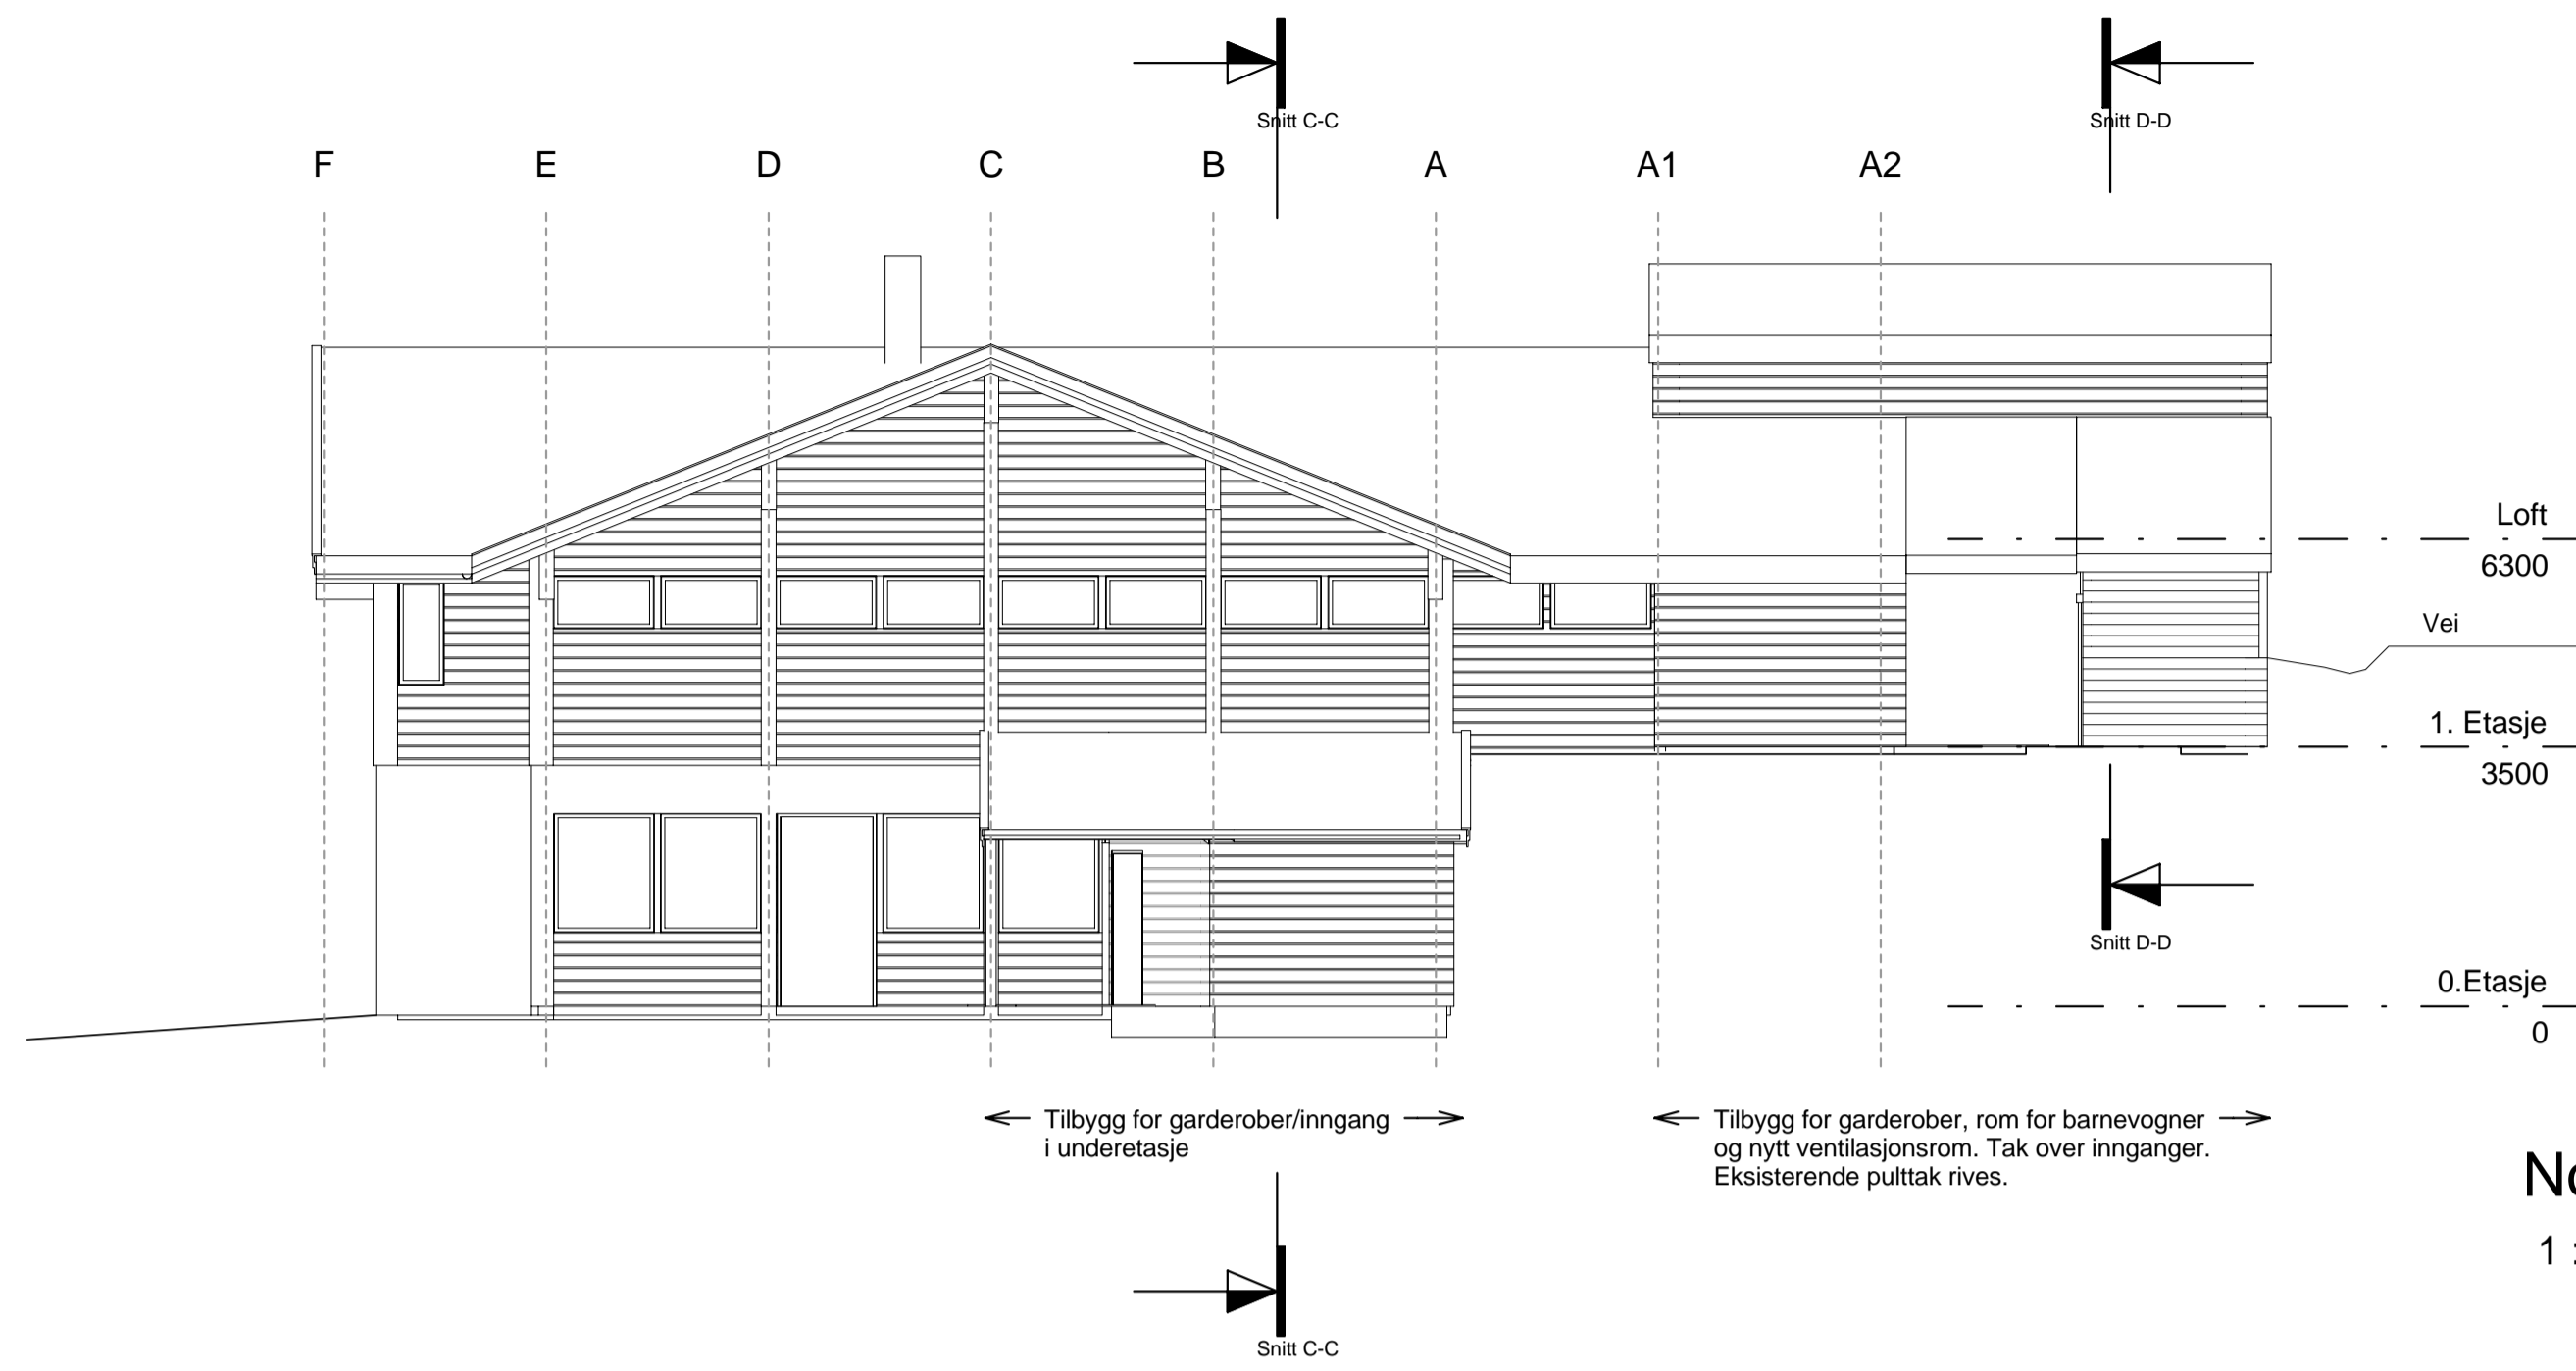 Snitt C-C
Snitt D-D
F
E
D
C
B
A
A1
A2
Loft
6300
Vei
1. Etasje
3500
Snitt D-D
0.Etasje
0
Tilbygg for garderober/inngang
i underetasje
Tilbygg for garderober, rom for barnevogner
og nytt ventilasjonsrom. Tak over innganger.
Eksisterende pulttak rives.
1 :
Snitt C-C